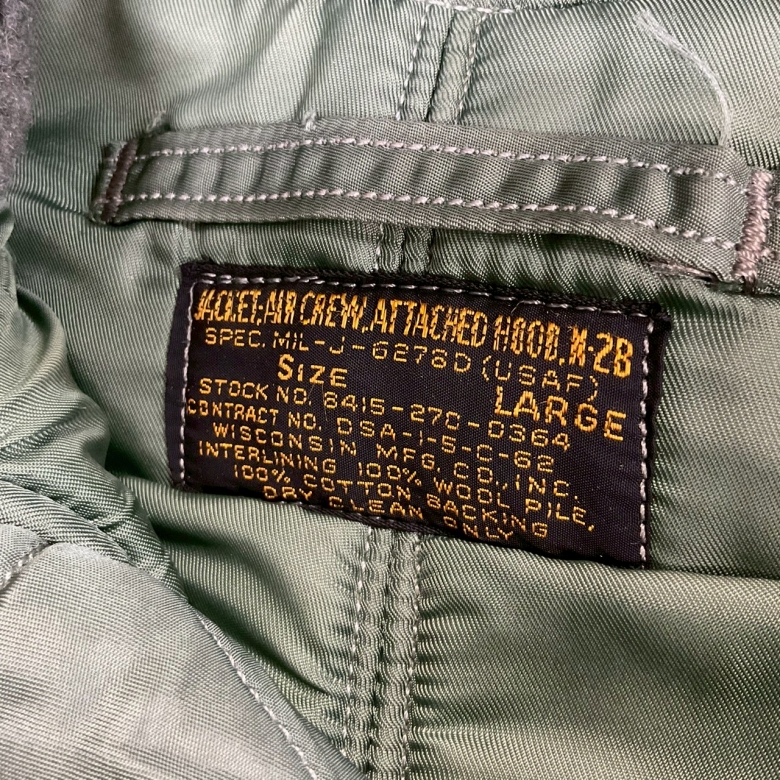 JACKET, AIR CREW, ATTACHED HOOD, N-2B
SPEC. MIL-J-6278D (USAF)
SIZE LARGE
STOCK NO. 8415-270-0364
CONTRACT NO. DSA-1-5-C-62
WISCONSIN MFG. CO., INC.
INTERLINING 100% WOOL PILE,
100% COTTON BACKING
DRY CLEAN ONLY